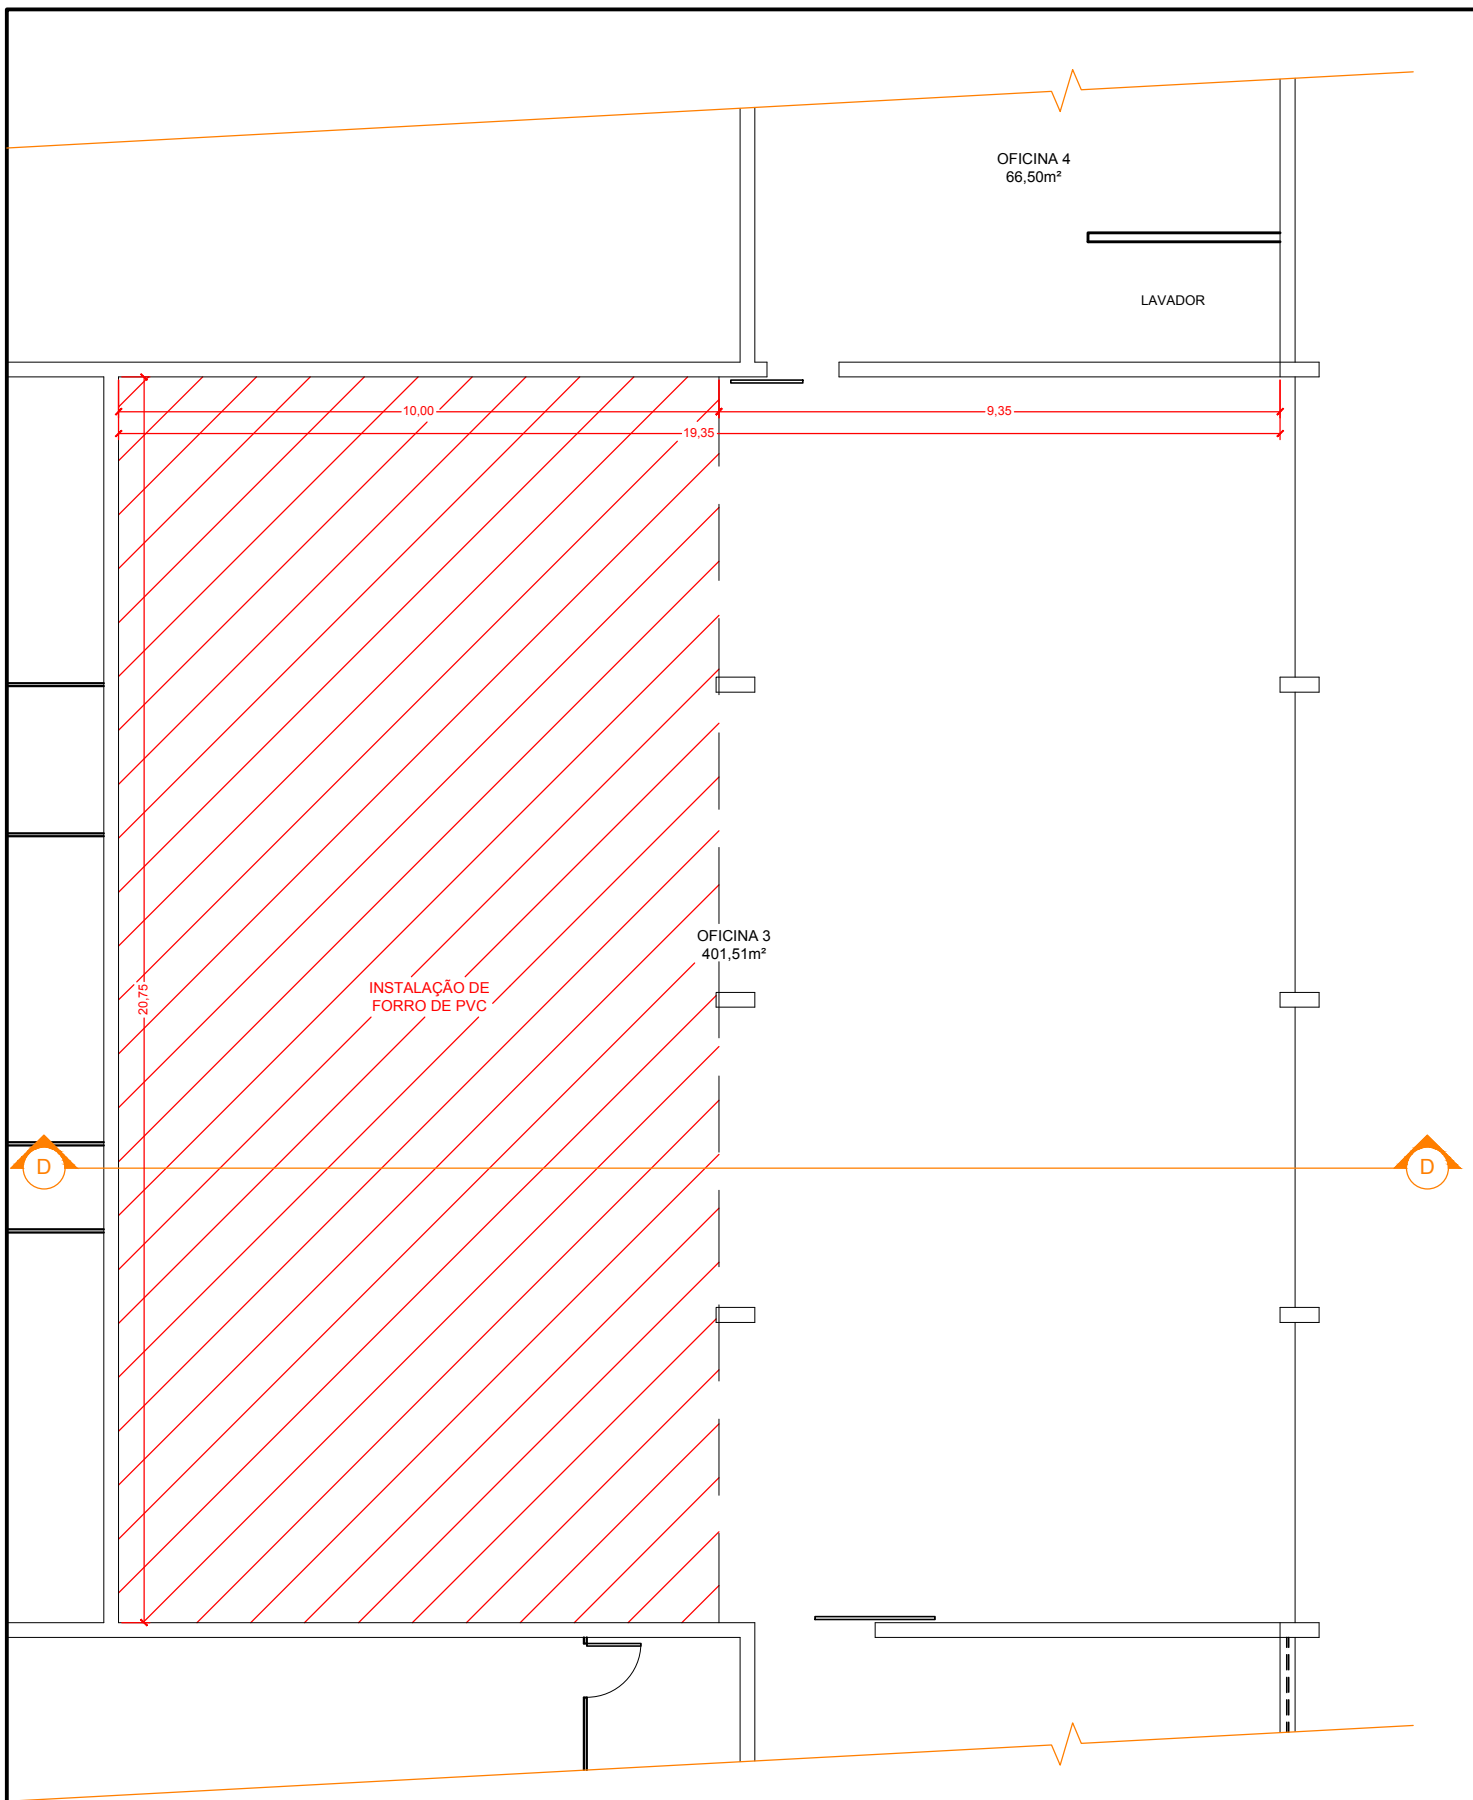 OFICINA 4
66,50m²
LAVADOR
10,00
9,35
19,35
OFICINA 3
401,51m²
INSTALAÇÃO DE
FORRO DE PVC
20,75
D
D